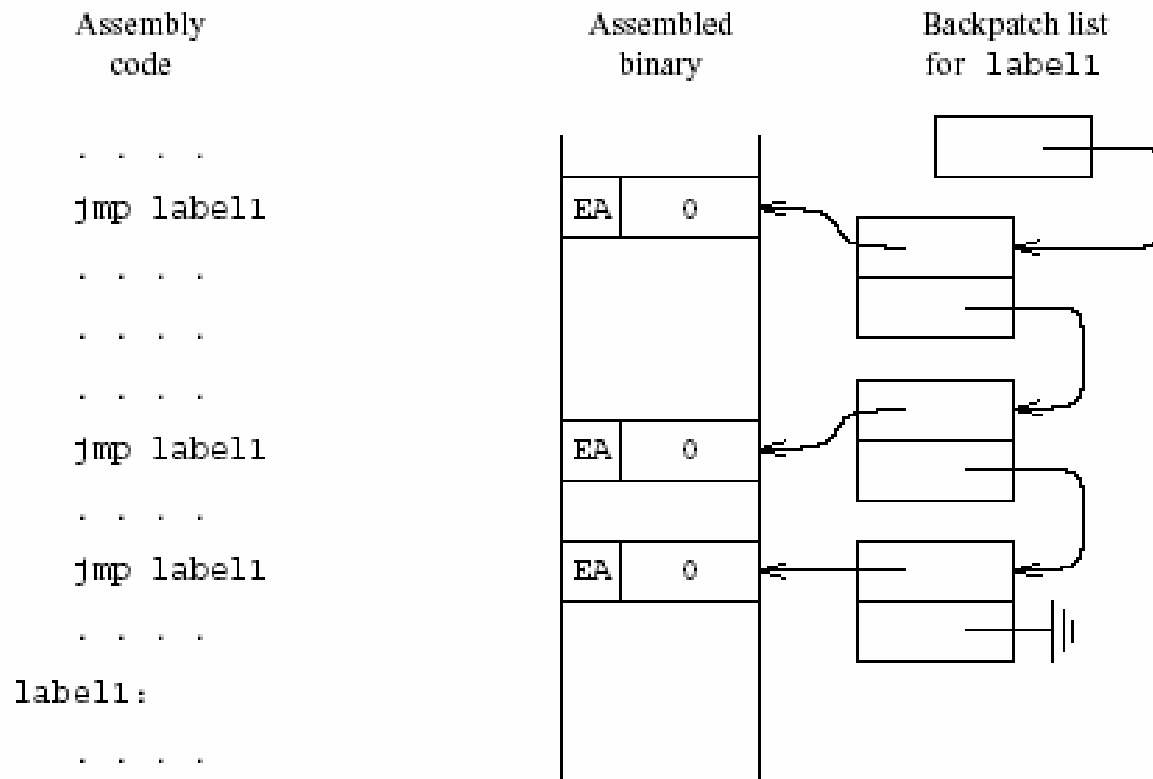 Assembly
code
Assembled
binary
Backpatch list
for label1
. . . .
jmp label1
EA 0
. . . .
. . . .
. . . .
jmp label1
EA 0
. . . .
jmp label1
EA 0
. . . .
label1:
. . . .